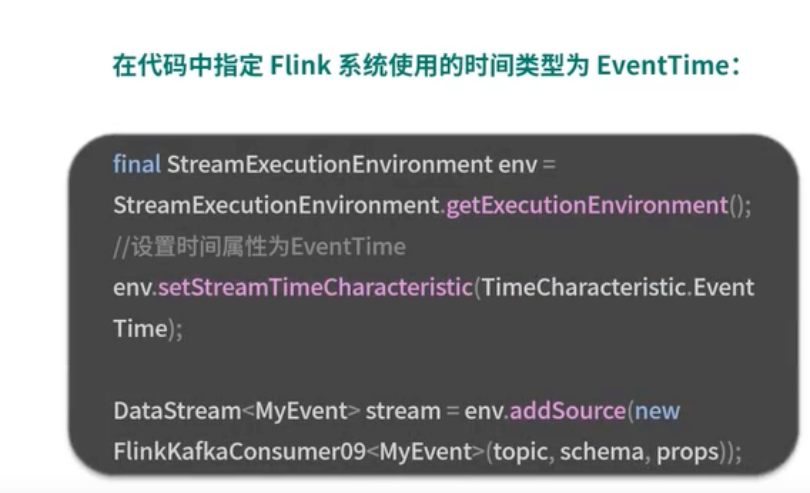 在代码中指定 Flink 系统使用的时间类型为 EventTime：
final StreamExecutionEnvironment env =
StreamExecutionEnvironment.getExecutionEnvironment();
//设置时间属性为EventTime
env.setStreamTimeCharacteristic(TimeCharacteristic.Event
Time);
DataStream<MyEvent> stream = env.addSource(new
FlinkKafkaConsumer09<MyEvent>(topic, schema, props));